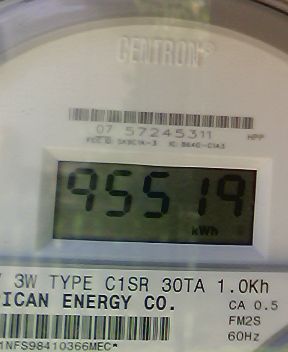 CENTRON®
07 57245311 HPP
95519
kWh
3W TYPE C1SR 30TA 1.0Kh
ICAN ENERGY CO.
CA 0.5
FM2S
60Hz
1NFS98410366MEC*